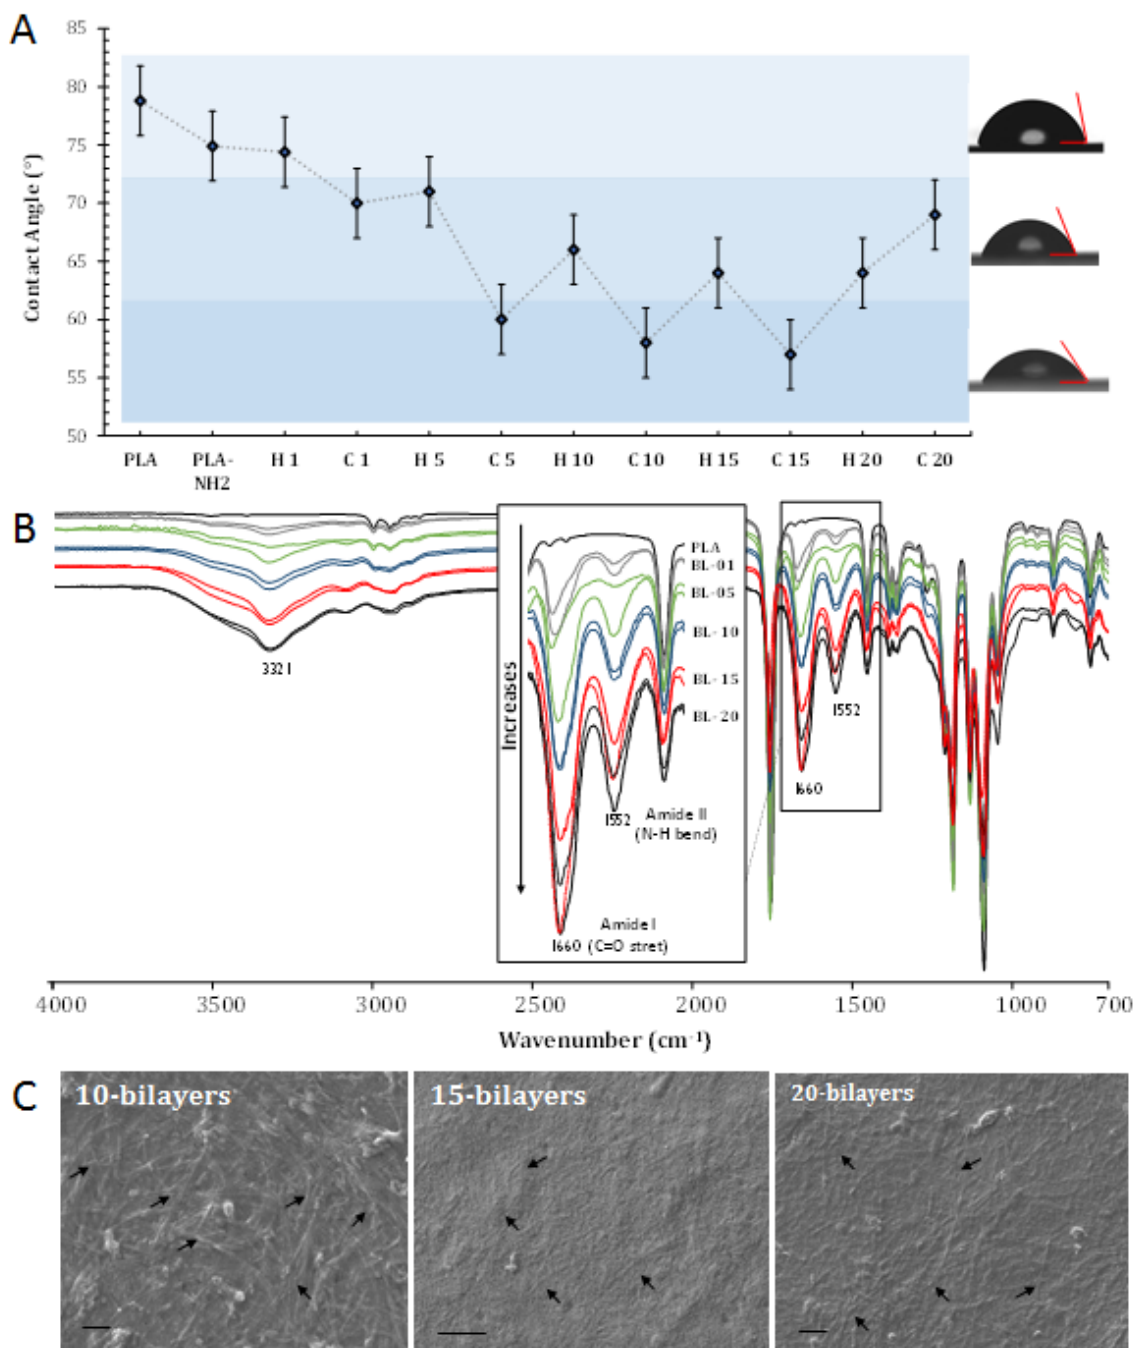 A
85
80
75
70
65
60
55
50
Contact Angle (°)
PLA PLA-NH2 H 1 C 1 H 5 C 5 H 10 C 10 H 15 C 15 H 20 C 20
B
3321
Increases
PLA
BL-01
BL-05
BL-10
BL-15
BL-20
1552
Amide II
(N-H bend)
Amide I
1660 (C=O stret)
1552
1660
4000 3500 3000 2500 2000 1500 1000 700
Wavenumber (cm⁻¹)
C
10-bilayers 15-bilayers 20-bilayers